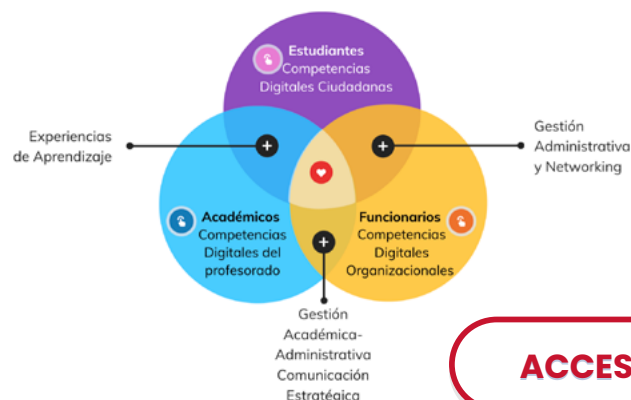 Estudiantes
Competencias
Digitales Ciudadanas
Experiencias
de Aprendizaje
Gestión
Administrativa
y Networking
Académicos
Competencias
Digitales del
profesorado
Funcionarios
Competencias
Digitales
Organizacionales
Gestión
Académica-
Administrativa
Comunicación
Estratégica
ACCES